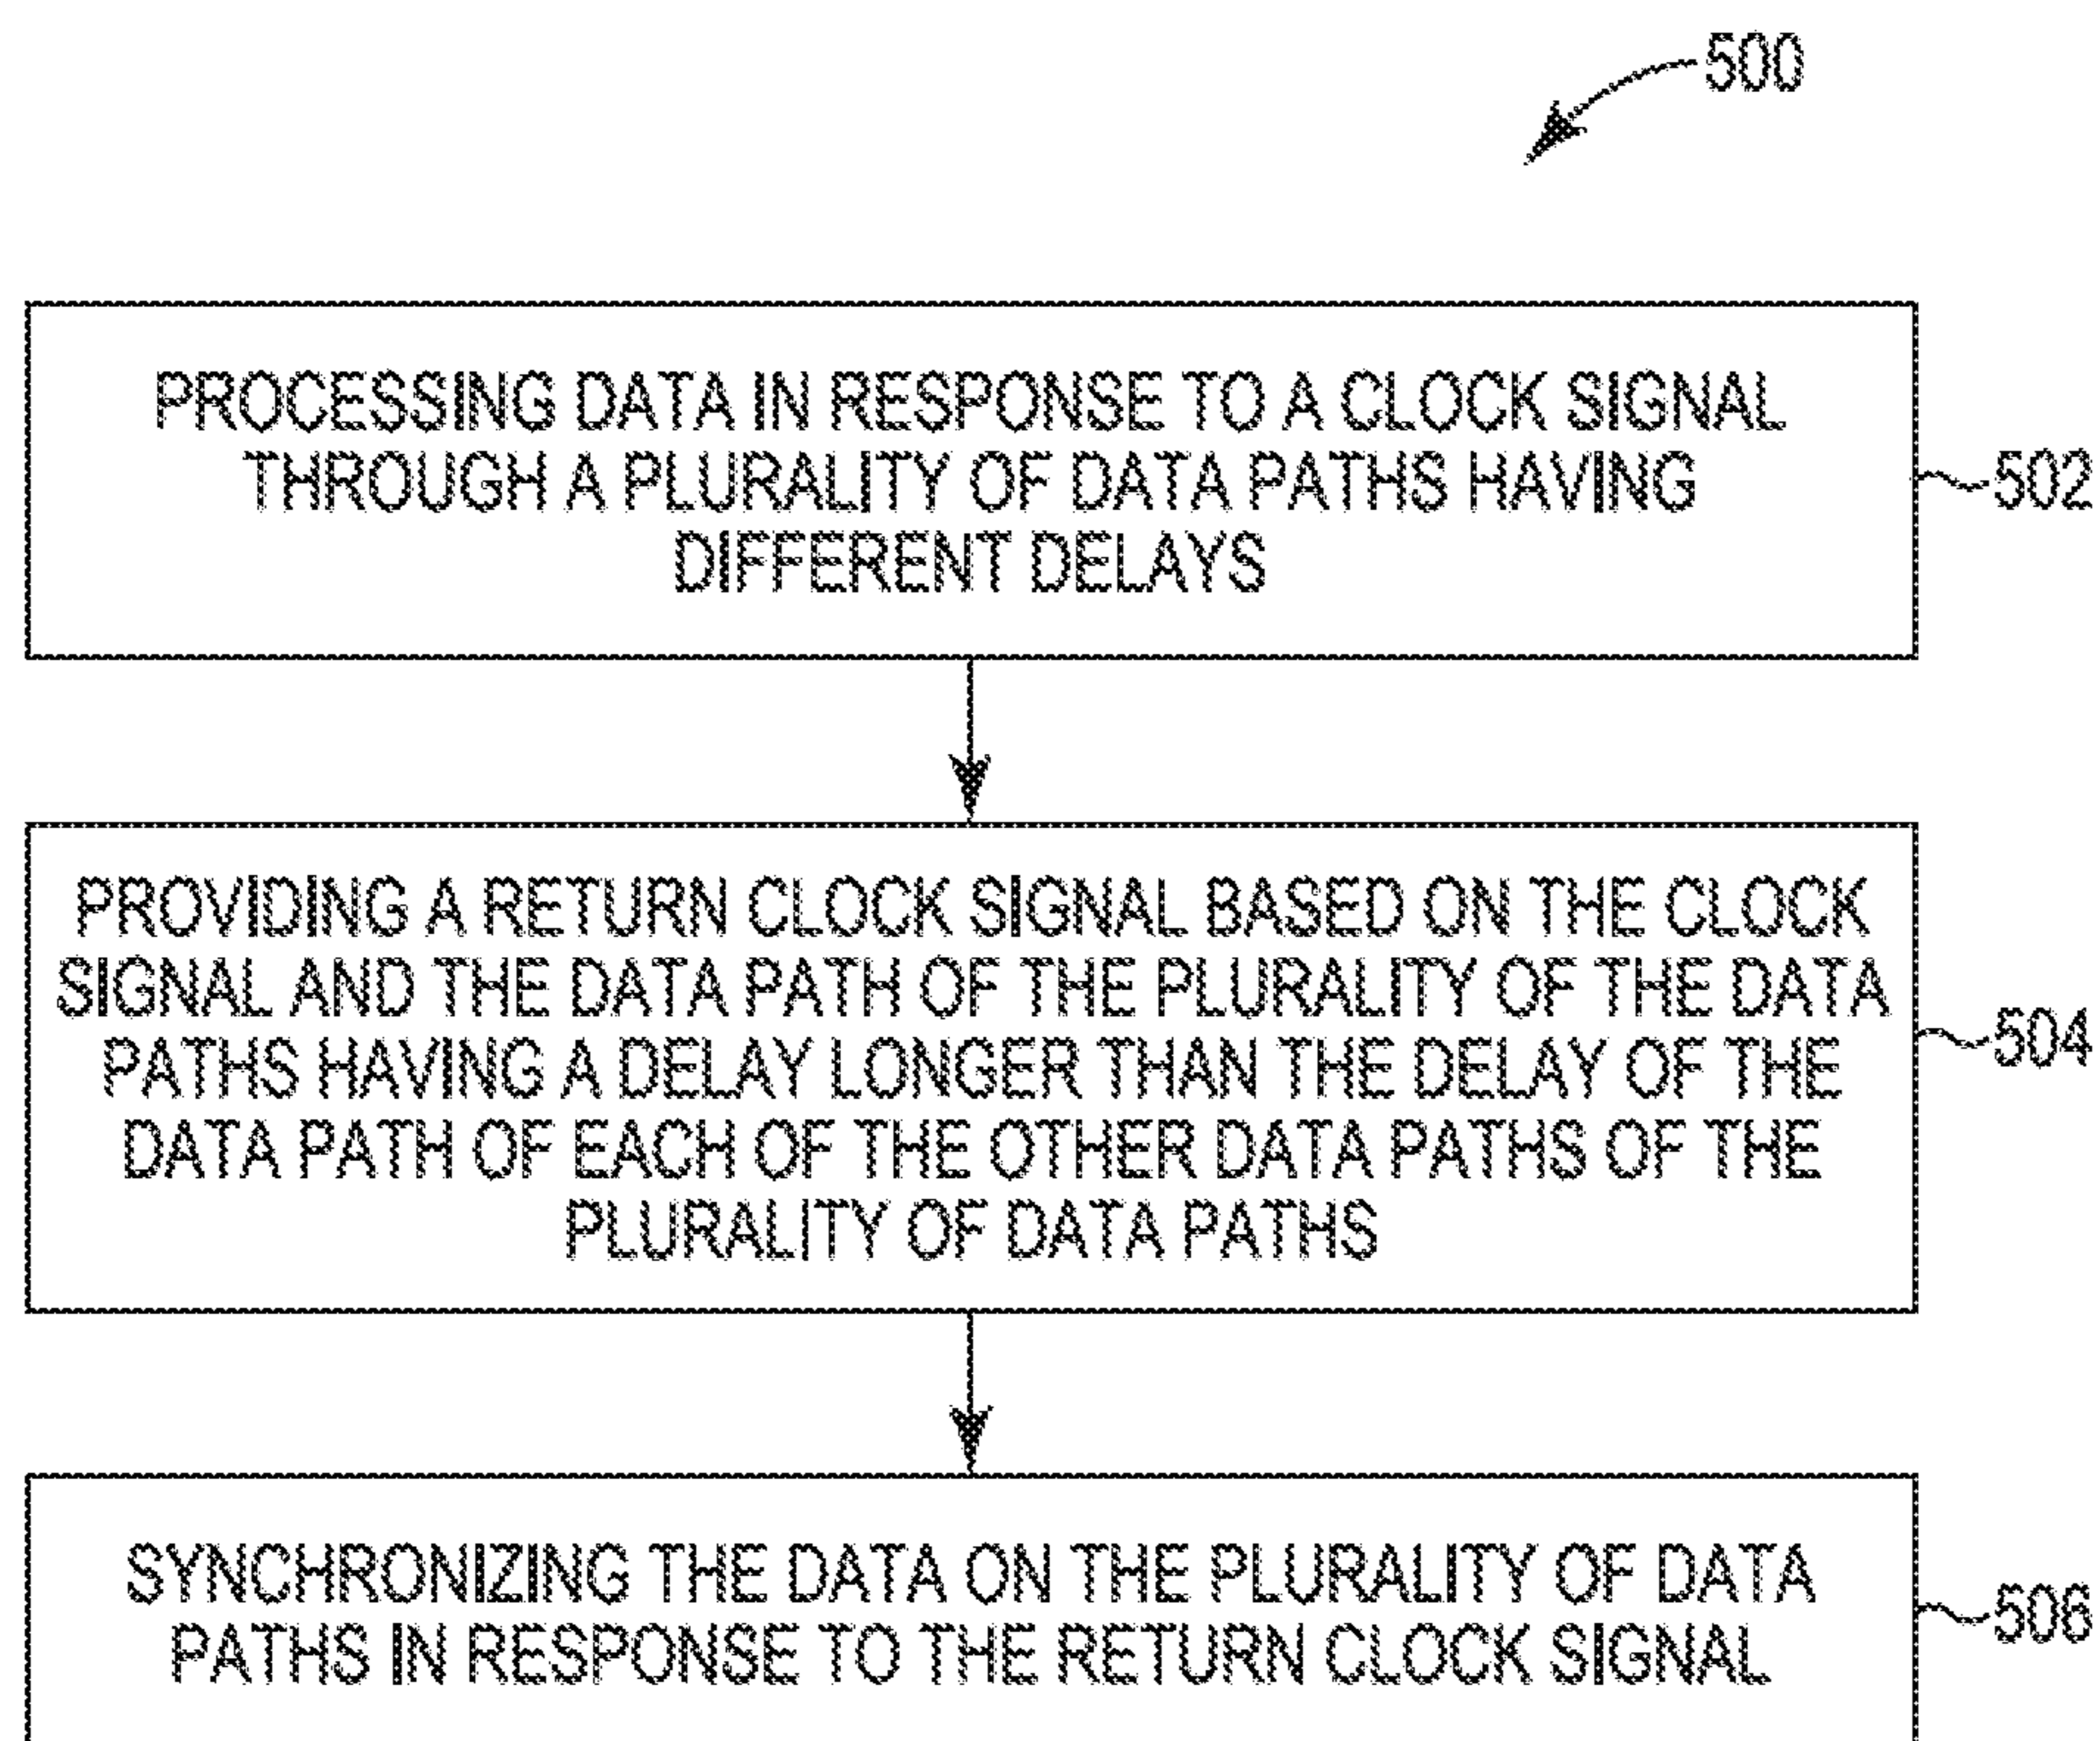 500
PROCESSING DATA IN RESPONSE TO A CLOCK SIGNAL
THROUGH A PLURALITY OF DATA PATHS HAVING
DIFFERENT DELAYS
502
PROVIDING A RETURN CLOCK SIGNAL BASED ON THE CLOCK
SIGNAL AND THE DATA PATH OF THE PLURALITY OF THE DATA
PATHS HAVING A DELAY LONGER THAN THE DELAY OF THE
DATA PATH OF EACH OF THE OTHER DATA PATHS OF THE
PLURALITY OF DATA PATHS
504
SYNCHRONIZING THE DATA ON THE PLURALITY OF DATA
PATHS IN RESPONSE TO THE RETURN CLOCK SIGNAL
506